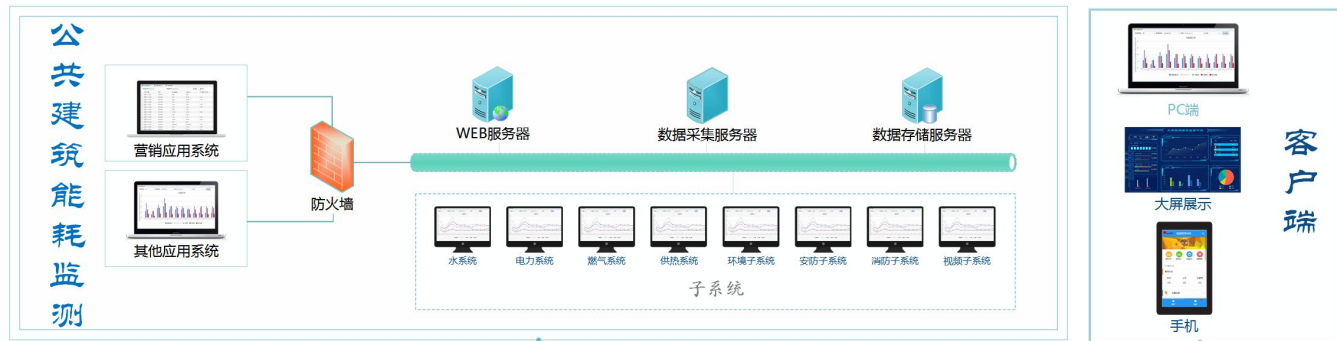 公共建筑能耗监测
营销应用系统
其他应用系统
防火墙
WEB服务器
数据采集服务器
数据存储服务器
水系统
电力系统
燃气系统
供热系统
环境子系统
安防子系统
消防子系统
视频子系统
子系统
PC端
大屏展示
手机
客户端